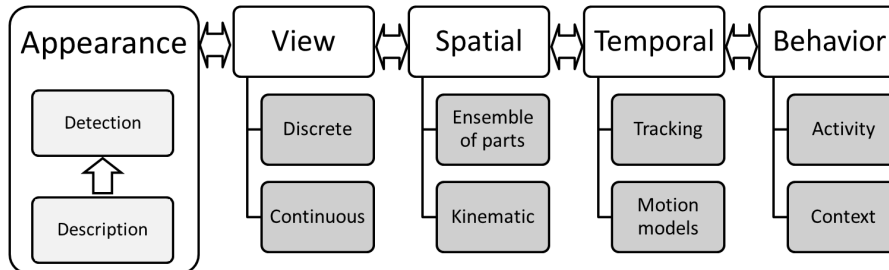 Appearance
View
Spatial
Temporal
Behavior
Detection
Discrete
Ensemble
of parts
Tracking
Activity
Description
Continuous
Kinematic
Motion
models
Context